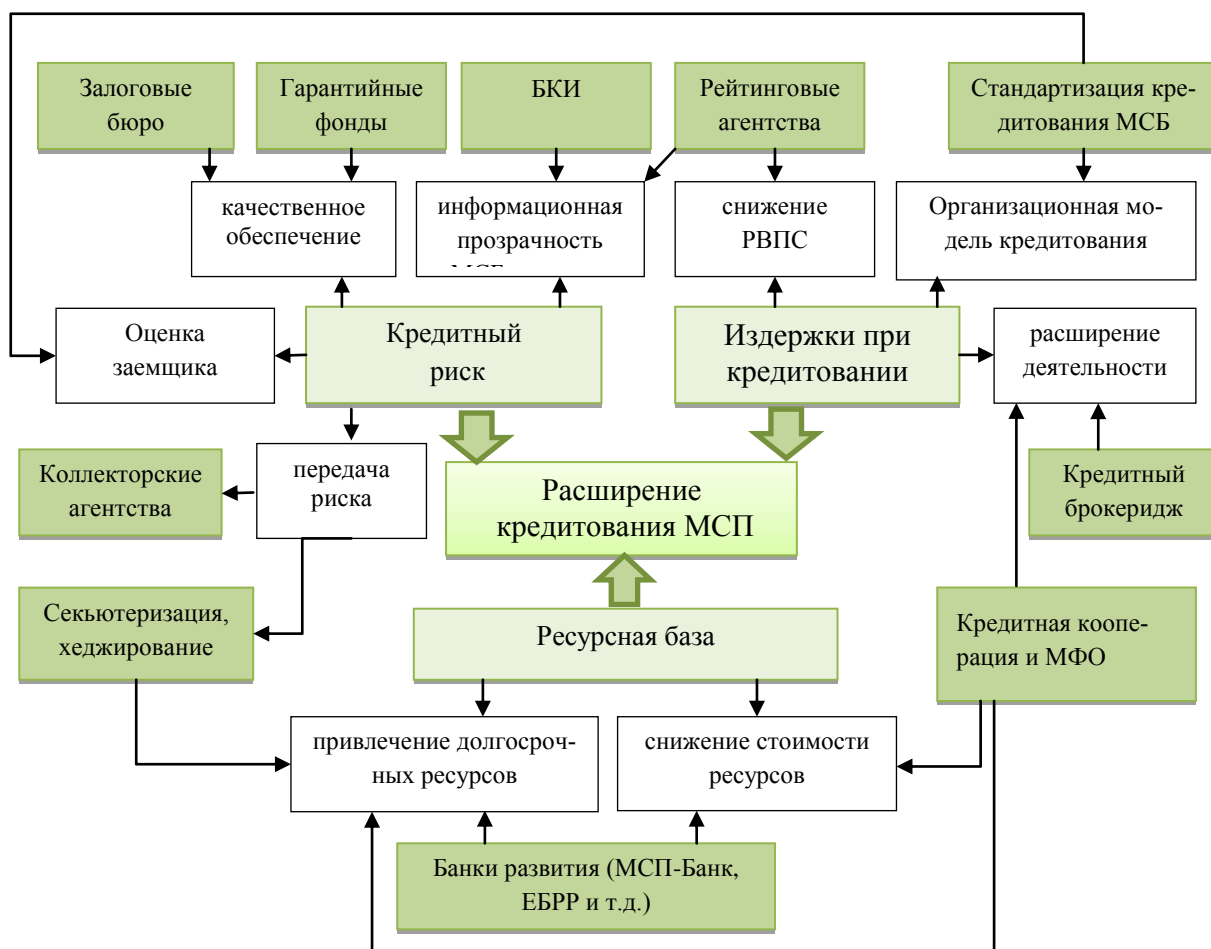 Залоговые
бюро
Гарантийные
фонды
БКИ
Рейтинговые
агентства
Стандартизация кре-
дитования МСБ
качественное
обеспечение
информационная
прозрачность
снижение
РВПС
Организационная мо-
дель кредитования
Оценка
заемщика
Кредитный
риск
Издержки при
кредитовании
расширение
деятельности
Коллекторские
агентства
передача
риска
Расширение
кредитования МСП
Кредитный
брокеридж
Секьютеризация,
хеджирование
Ресурсная база
Кредитная коопе-
рация и МФО
привлечение долгосроч-
ных ресурсов
снижение стоимости
ресурсов
Банки развития (МСП-Банк,
ЕБРР и т.д.)